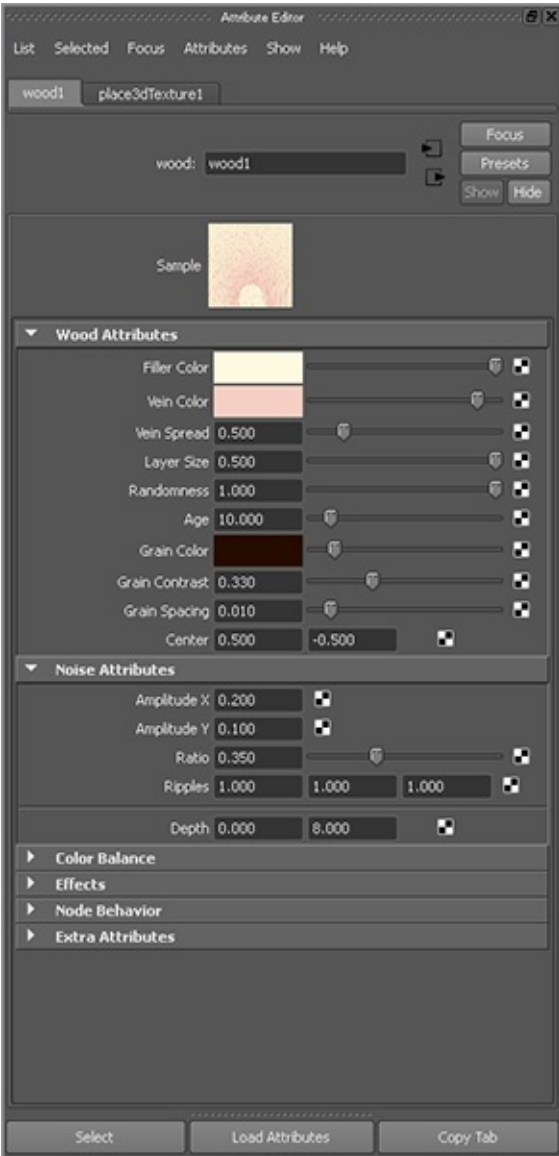 Attribute Editor
List Selected Focus Attributes Show Help
wood1 place3dTexture1
Focus
wood: wood1 Presets
Show Hide
Sample
Wood Attributes
Filler Color
Vein Color
Vein Spread 0.500
Layer Size 0.500
Randomness 1.000
Age 10.000
Grain Color
Grain Contrast 0.330
Grain Spacing 0.010
Center 0.500 -0.500
Noise Attributes
Amplitude X 0.200
Amplitude Y 0.100
Ratio 0.350
Ripples 1.000 1.000 1.000
Depth 0.000 8.000
Color Balance
Effects
Node Behavior
Extra Attributes
Select Load Attributes Copy Tab